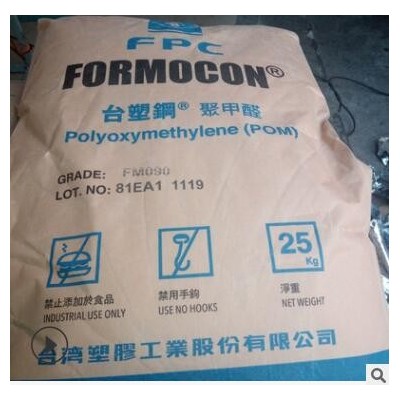 FPC
FORMOCON®
台塑鋼® 聚甲醛
Polyoxymethylene (POM)
GRADE: FM090
LOT. NO: 81EA1 1119
25
Kg
禁止添加於食品
INDUSTRIAL USE ONLY
禁用手鉤
USE NO HOOKS
淨重
NET WEIGHT
台湾塑膠工業股份有限公司